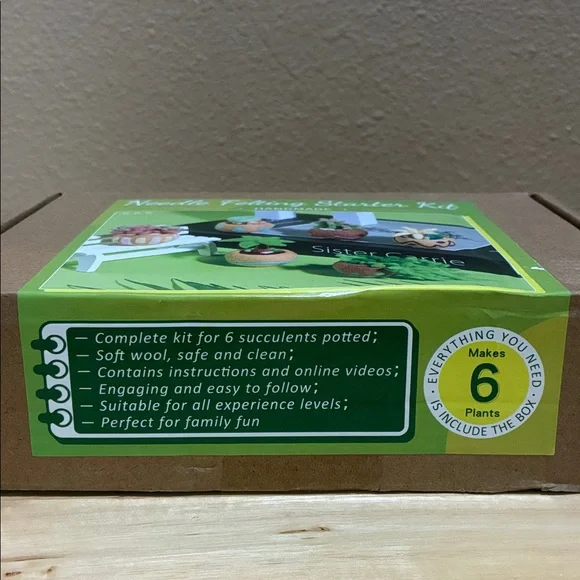 Needle Felting Starter Kit
HANDMADE
Sister Carrie
— Complete kit for 6 succulents potted;
— Soft wool, safe and clean;
— Contains instructions and online videos;
— Engaging and easy to follow;
— Suitable for all experience levels;
— Perfect for family fun
· EVERYTHING YOU NEED ·
IS INCLUDE THE BOX
Makes
6
Plants